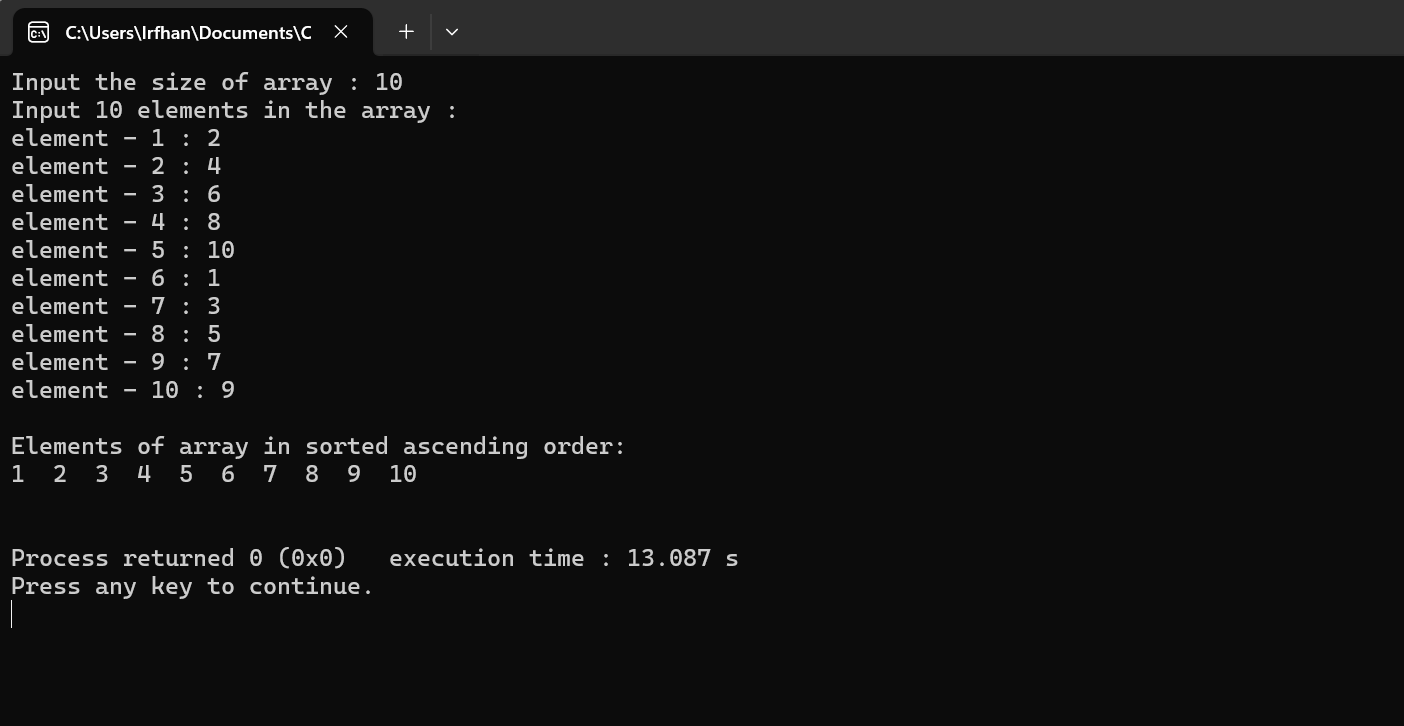 C:\Users\Irfhan\Documents\C
Input the size of array : 10
Input 10 elements in the array :
element - 1 : 2
element - 2 : 4
element - 3 : 6
element - 4 : 8
element - 5 : 10
element - 6 : 1
element - 7 : 3
element - 8 : 5
element - 9 : 7
element - 10 : 9
Elements of array in sorted ascending order:
1  2  3  4  5  6  7  8  9  10
Process returned 0 (0x0)   execution time : 13.087 s
Press any key to continue.